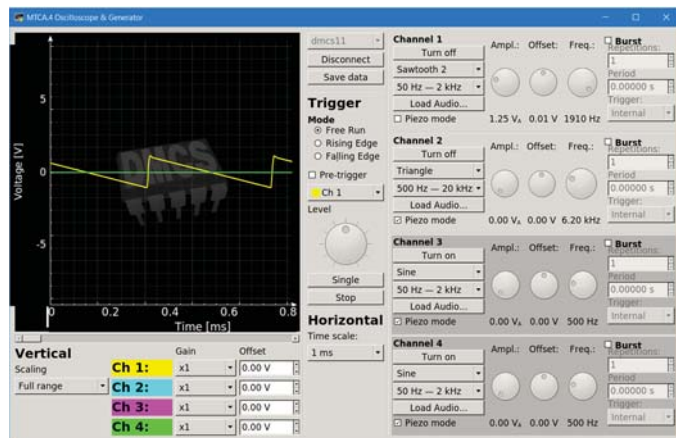 MTCA.4 Oscilloscope & Generator
Voltage [V]
5
0
-5
DMCS
0 0.2 0.4 0.6 0.8
Time [ms]
Vertical
Scaling
Full range
Gain Offset
Ch 1: x1 0.00 V
Ch 2: x1 0.00 V
Ch 3: x1 0.00 V
Ch 4: x1 0.00 V
dmcs11
Disconnect
Save data
Trigger
Mode
Free Run
Rising Edge
Falling Edge
Pre-trigger
Ch 1
Level
Single
Stop
Horizontal
Time scale:
1 ms
Channel 1
Turn off
Sawtooth 2
50 Hz — 2 kHz
Load Audio...
Piezo mode
Ampl.: Offset: Freq.:
1.25 Vₐ 0.01 V 1910 Hz
Burst
Repetitions:
1
Period
0.00000 s
Trigger:
Internal
Channel 2
Turn off
Triangle
500 Hz — 20 kHz
Load Audio...
Piezo mode
Ampl.: Offset: Freq.:
0.00 Vₐ 0.00 V 6.20 kHz
Burst
Repetitions:
1
Period
0.00000 s
Trigger:
Internal
Channel 3
Turn on
Sine
50 Hz — 2 kHz
Load Audio...
Piezo mode
Ampl.: Offset: Freq.:
0.00 Vₐ 0.00 V 500 Hz
Burst
Repetitions:
1
Period
0.00000 s
Trigger:
Internal
Channel 4
Turn on
Sine
50 Hz — 2 kHz
Load Audio...
Piezo mode
Ampl.: Offset: Freq.:
0.00 Vₐ 0.00 V 500 Hz
Burst
Repetitions:
1
Period
0.00000 s
Trigger:
Internal